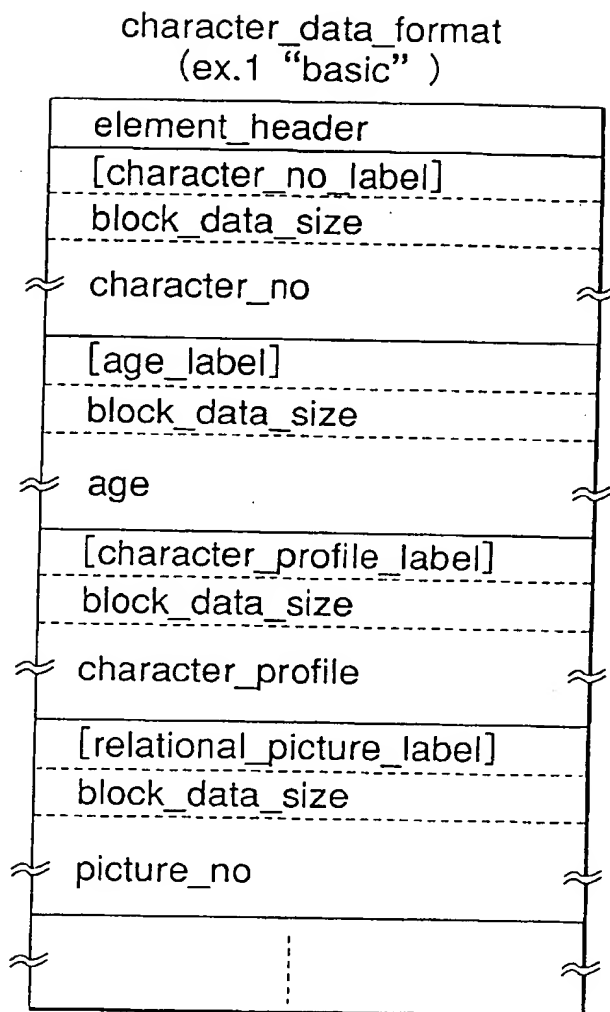 character_data_format
(ex.1 “basic” )
element_header
[character_no_label]
block_data_size
character_no
[age_label]
block_data_size
age
[character_profile_label]
block_data_size
character_profile
[relational_picture_label]
block_data_size
picture_no